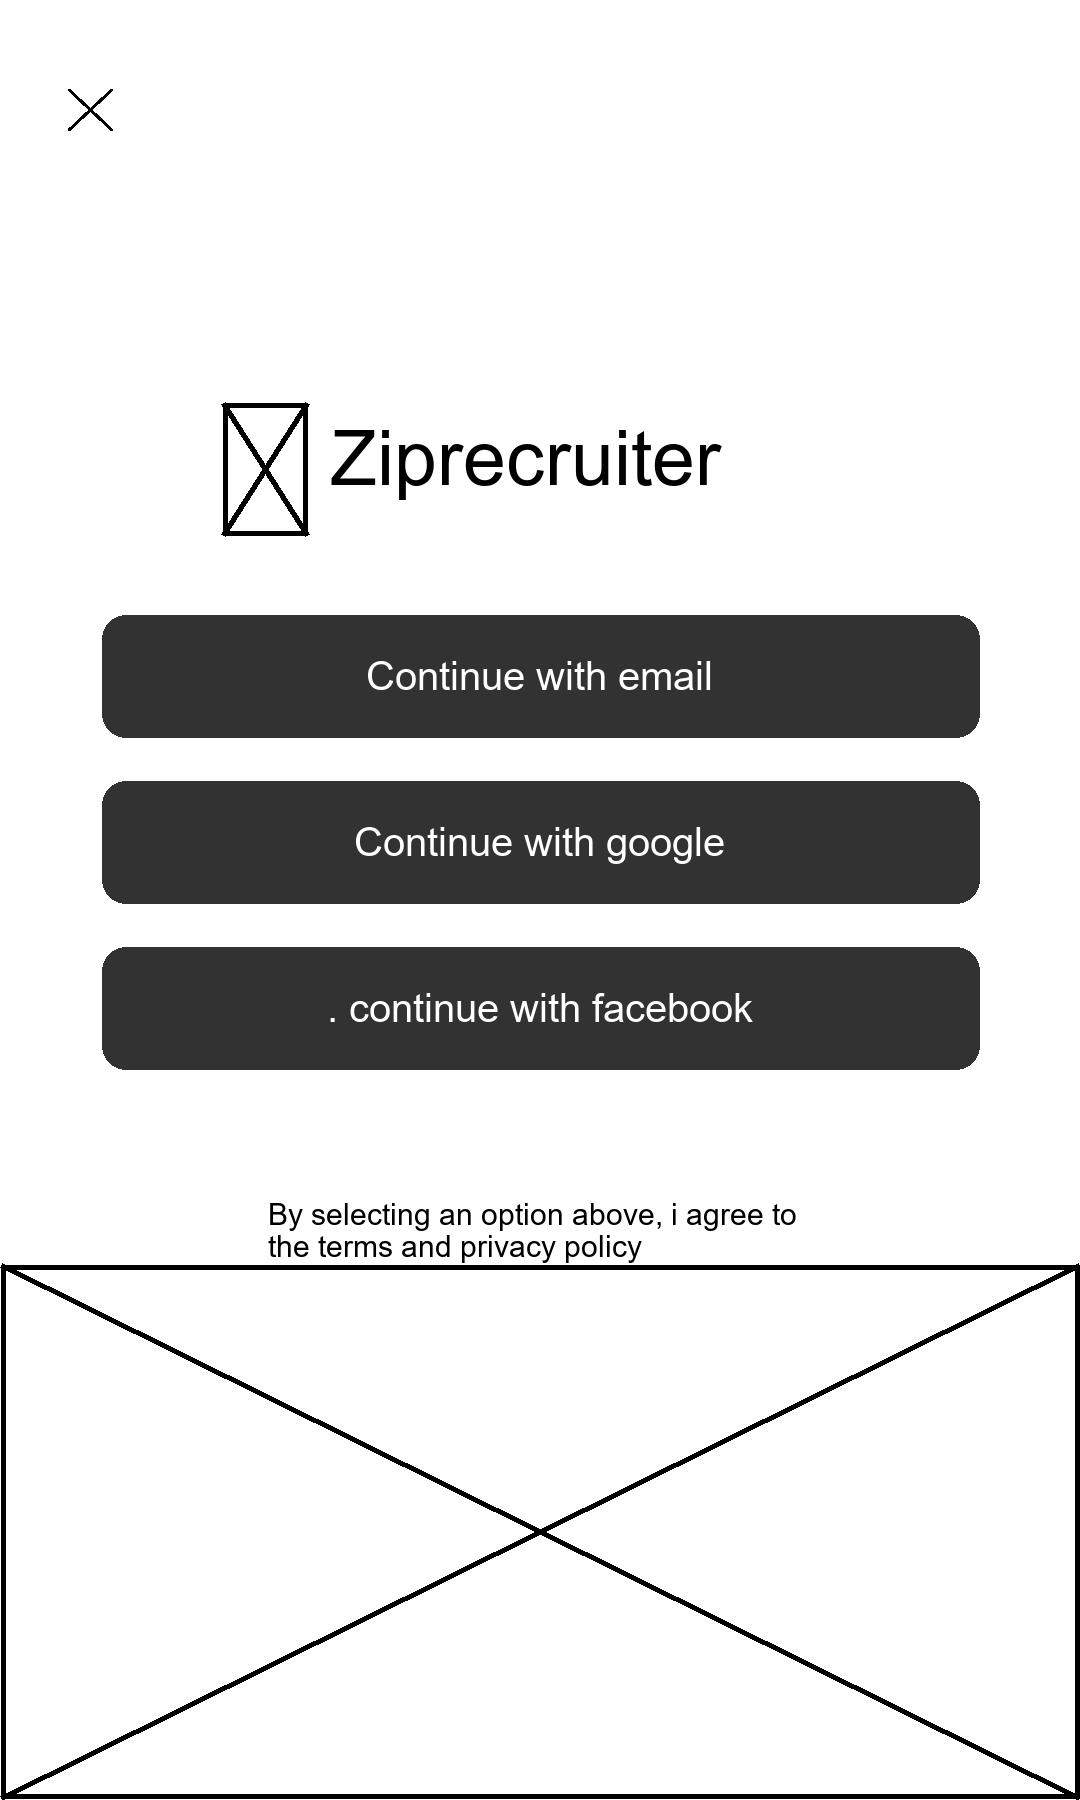 Ziprecruiter
Continue with email
Continue with google
. continue with facebook
By selecting an option above, i agree to
the terms and privacy policy